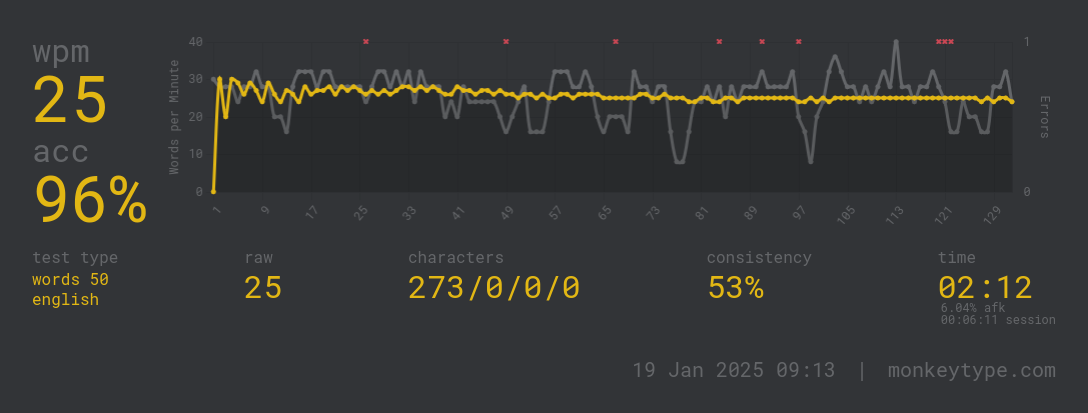 wpm
25
acc
96%
Words per Minute
40
30
20
10
0
1 9 17 25 33 41 49 57 65 73 81 89 97 105 113 121 129
1
0
Errors
test type
words 50
english
raw
25
characters
273/0/0/0
consistency
53%
time
02:12
6.04% afk
00:06:11 session
19 Jan 2025 09:13 | monkeytype.com